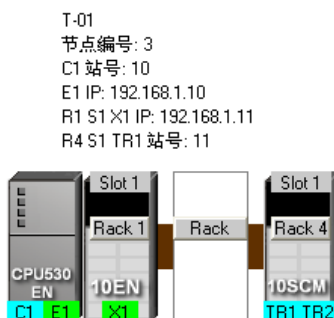 T-01
节点编号: 3
C1 站号: 10
E1 IP: 192.168.1.10
R1 S1 X1 IP: 192.168.1.11
R4 S1 TR1 站号: 11
Slot 1
Slot 1
Rack 1
Rack
Rack 4
CPU530
EN
10EN
10SCM
C1 E1
X1
TR1 TR2